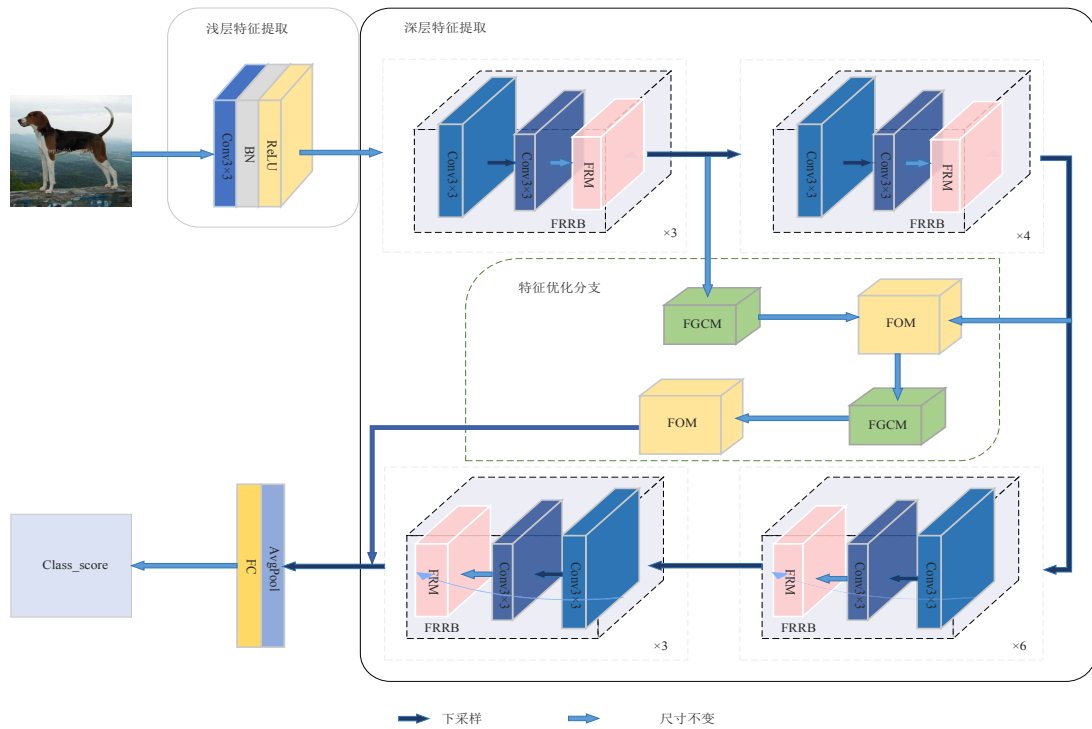 浅层特征提取
深层特征提取
Conv3×3
BN
ReLU
Conv3×3
Conv3×3
FRM
FRRB
×3
Conv3×3
Conv3×3
FRM
FRRB
×4
特征优化分支
FGCM
FOM
FOM
FGCM
Class_score
FC
AvgPool
FRM
Conv3×3
Conv3×3
FRRB
×3
FRM
Conv3×3
Conv3×3
FRRB
×6
下采样
尺寸不变